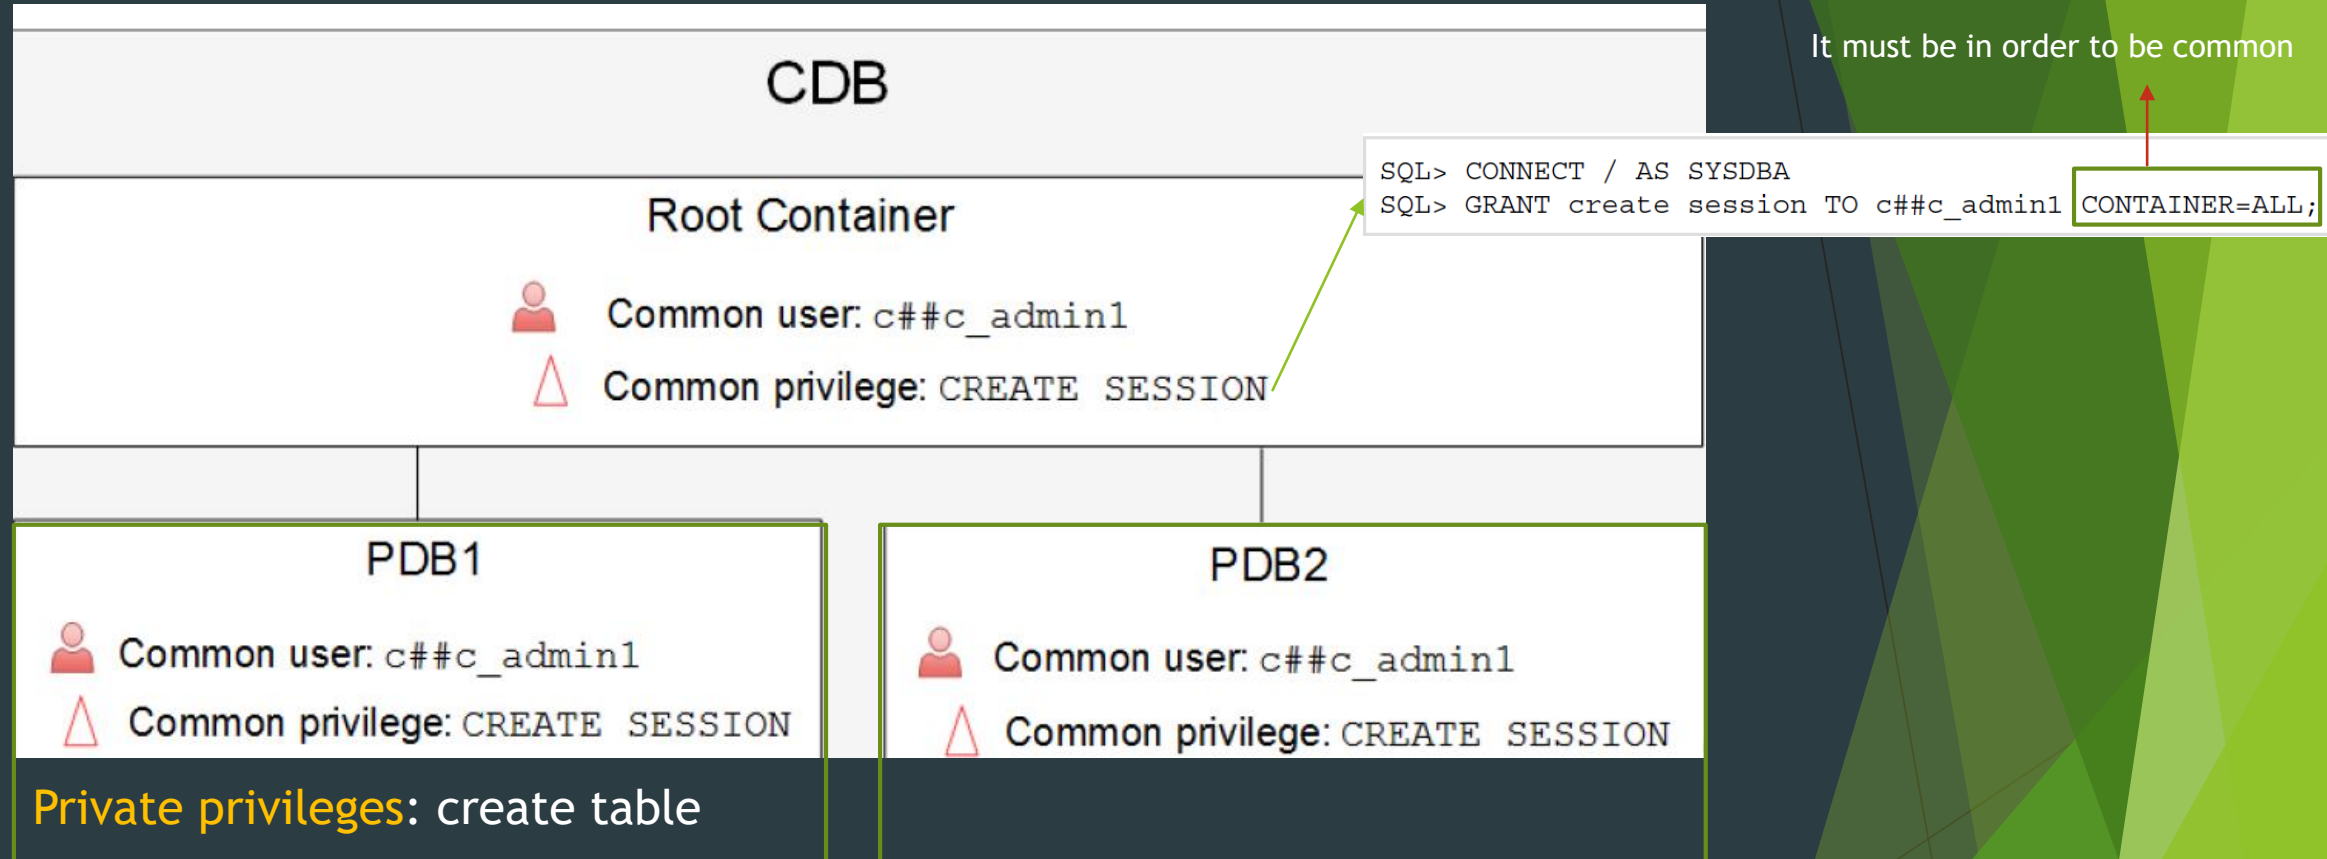 CDB
It must be in order to be common
SQL> CONNECT / AS SYSDBA
SQL> GRANT create session TO c##c_admin1 CONTAINER=ALL;
Root Container
Common user: c##c_admin1
Common privilege: CREATE SESSION
PDB1
Common user: c##c_admin1
Common privilege: CREATE SESSION
Private privileges: create table
PDB2
Common user: c##c_admin1
Common privilege: CREATE SESSION